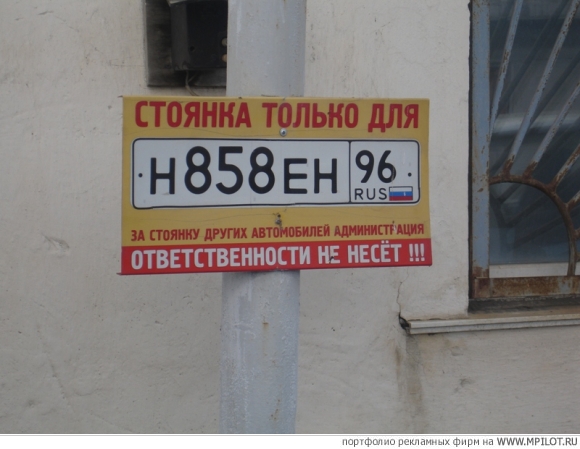 СТОЯНКА ТОЛЬКО ДЛЯ
Н858ЕН 96
RUS
ЗА СТОЯНКУ ДРУГИХ АВТОМОБИЛЕЙ АДМИНИСТРАЦИЯ
ОТВЕТСТВЕННОСТИ НЕ НЕСЁТ !!!
портфолио рекламных фирм на WWW.MPILOT.RU